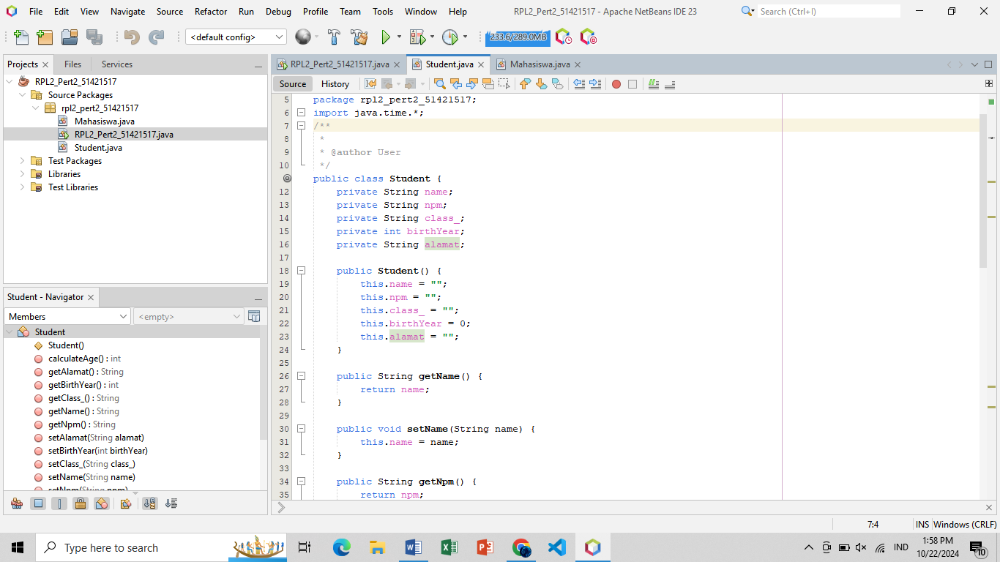 File Edit View Navigate Source Refactor Run Debug Profile Team Tools Window Help RPL2_Pert2_51421517 - Apache NetBeans IDE 23 Search (Ctrl+I)
<default config> 233.6/289.0MB
Projects Files Services
RPL2_Pert2_51421517
Source Packages
rpl2_pert2_51421517
Mahasiswa.java
RPL2_Pert2_51421517.java
Student.java
Test Packages
Libraries
Test Libraries
Student - Navigator
Members <empty>
Student
Student()
calculateAge() : int
getAlamat() : String
getBirthYear() : int
getClass_() : String
getName() : String
getNpm() : String
setAlamat(String alamat)
setBirthYear(int birthYear)
setClass_(String class_)
setName(String name)
setNpm(String npm)
RPL2_Pert2_51421517.java Student.java Mahasiswa.java
Source History
5 package rpl2_pert2_51421517;
6 import java.time.*;
7 /**
8 *
9 * @author User
10 */
public class Student {
12 private String name;
13 private String npm;
14 private String class_;
15 private int birthYear;
16 private String alamat;
17
18 public Student() {
19 this.name = "";
20 this.npm = "";
21 this.class_ = "";
22 this.birthYear = 0;
23 this.alamat = "";
24 }
25
26 public String getName() {
27 return name;
28 }
29
30 public void setName(String name) {
31 this.name = name;
32 }
33
34 public String getNpm() {
35 return npm;
7:4 INS Windows (CRLF)
Type here to search IND 1:58 PM
10/22/2024 10